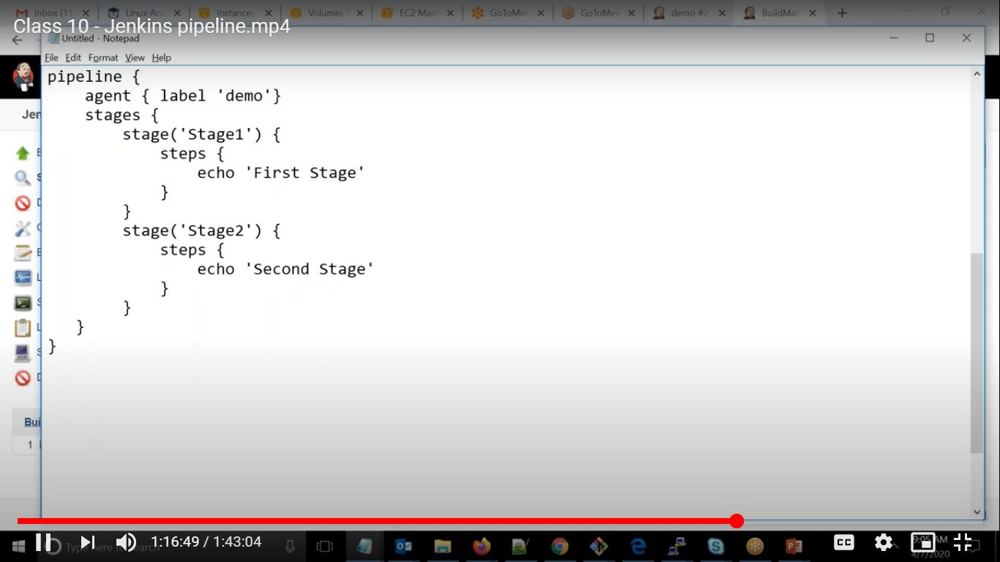 Inbox (11
Linux Aca
Instances
Volumes
EC2 Man
GoToMee
GoToMee
demo #2
BuildMac
Class 10 - Jenkins pipeline.mp4
Untitled - Notepad
File Edit Format View Help
pipeline {
    agent { label 'demo'}
    stages {
        stage('Stage1') {
            steps {
                echo 'First Stage'
            }
        }
        stage('Stage2') {
            steps {
                echo 'Second Stage'
            }
        }
   }
}
Jen
Bui
1
1:16:49 / 1:43:04
Type here to search
CC
9:05 AM
4/7/2020